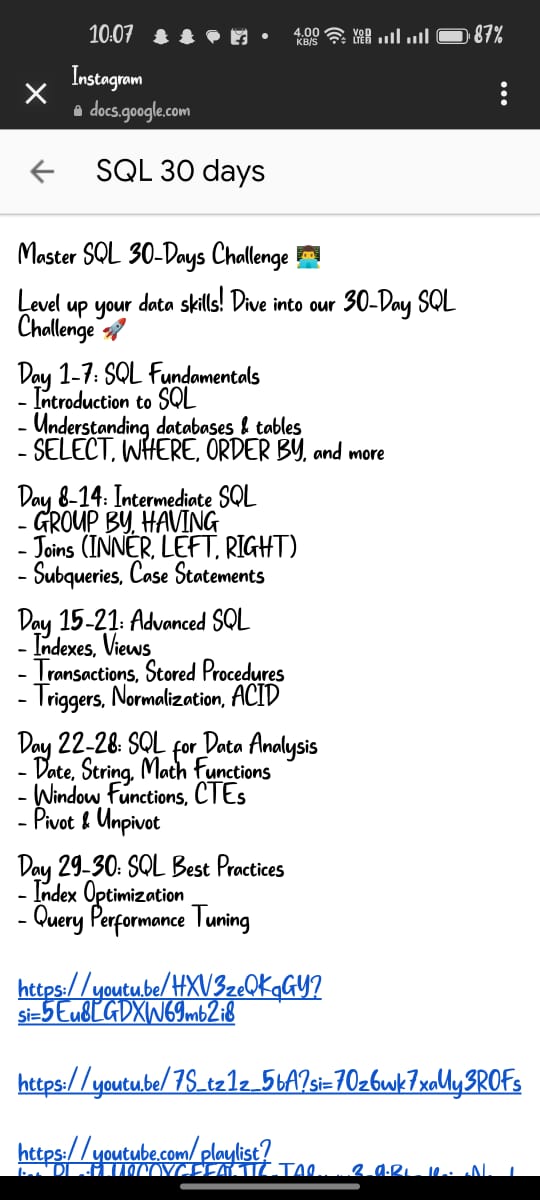 10:07
4.00 KB/S
VoD LTE2
87%
Instagram
docs.google.com
SQL 30 days
Master SQL 30-Days Challenge 👨‍💻
Level up your data skills! Dive into our 30-Day SQL
Challenge 🚀
Day 1-7: SQL Fundamentals
- Introduction to SQL
- Understanding databases & tables
- SELECT, WHERE, ORDER BY, and more
Day 8-14: Intermediate SQL
- GROUP BY, HAVING
- Joins (INNER, LEFT, RIGHT)
- Subqueries, Case Statements
Day 15-21: Advanced SQL
- Indexes, Views
- Transactions, Stored Procedures
- Triggers, Normalization, ACID
Day 22-28: SQL for Data Analysis
- Date, String, Math Functions
- Window Functions, CTEs
- Pivot & Unpivot
Day 29-30: SQL Best Practices
- Index Optimization
- Query Performance Tuning
https://youtu.be/HXV3zeQKqGY?
si=5Eu8LGDXW69mb2i8
https://youtu.be/7S_tz1z_5bA?si=70z6wk7xaUy3ROFs
https://youtube.com/playlist?